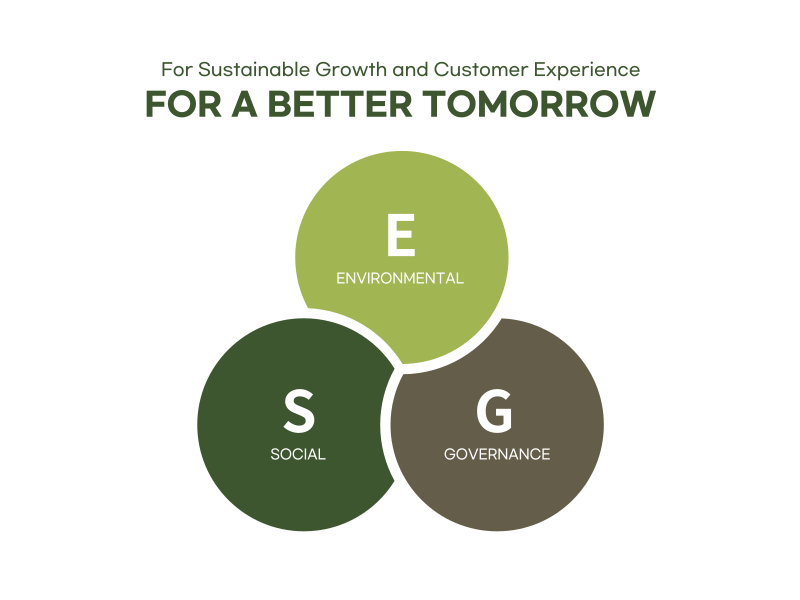 For Sustainable Growth and Customer Experience
FOR A BETTER TOMORROW
E
ENVIRONMENTAL
S
SOCIAL
G
GOVERNANCE